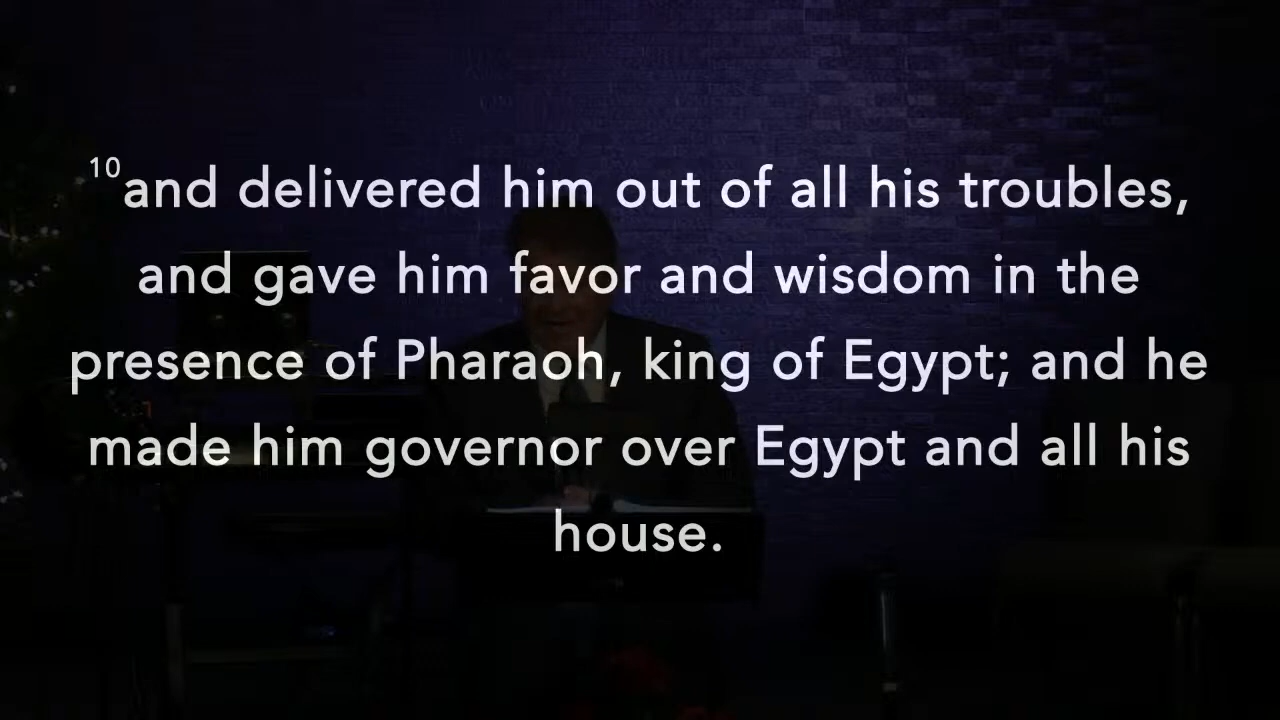 10and delivered him out of all his troubles,
and gave him favor and wisdom in the
presence of Pharaoh, king of Egypt; and he
made him governor over Egypt and all his
house.